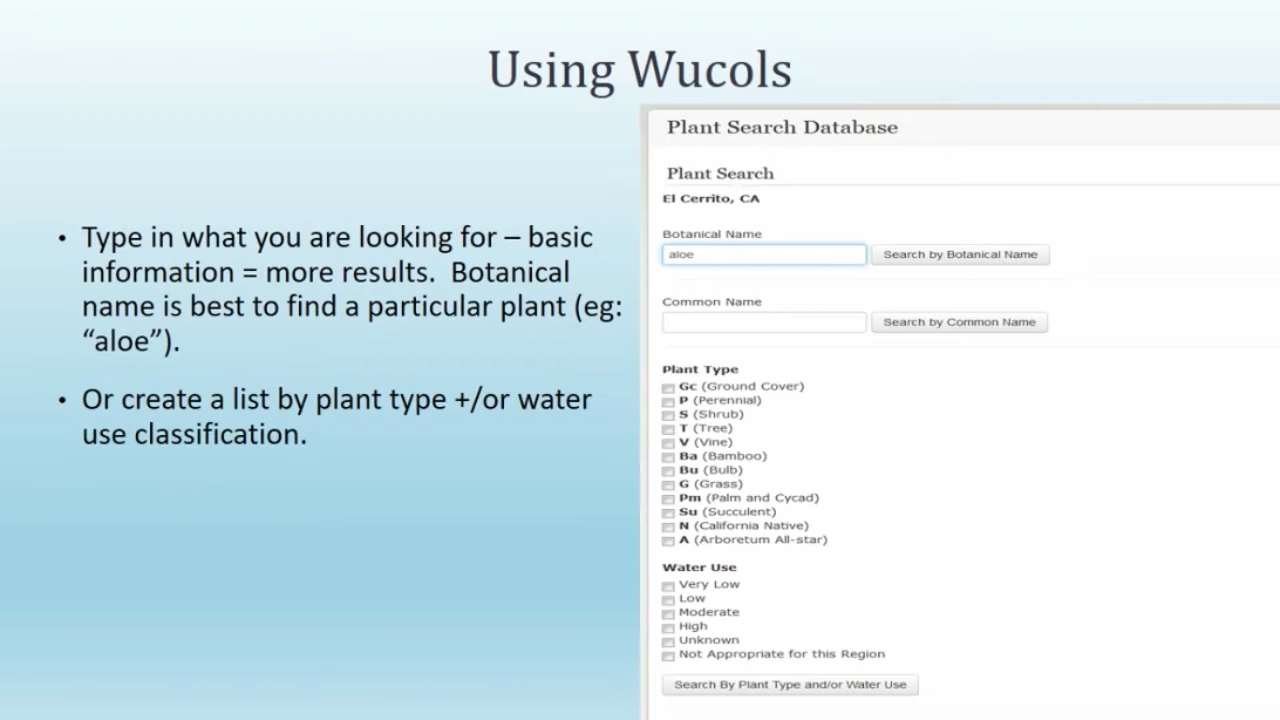 Using Wucols
• Type in what you are looking for – basic
information = more results.  Botanical
name is best to find a particular plant (eg:
“aloe”).
• Or create a list by plant type +/or water
use classification.
Plant Search Database
Plant Search
El Cerrito, CA
Botanical Name
aloe Search by Botanical Name
Common Name
Search by Common Name
Plant Type
Gc (Ground Cover)
P (Perennial)
S (Shrub)
T (Tree)
V (Vine)
Ba (Bamboo)
Bu (Bulb)
G (Grass)
Pm (Palm and Cycad)
Su (Succulent)
N (California Native)
A (Arboretum All-star)
Water Use
Very Low
Low
Moderate
High
Unknown
Not Appropriate for this Region
Search By Plant Type and/or Water Use